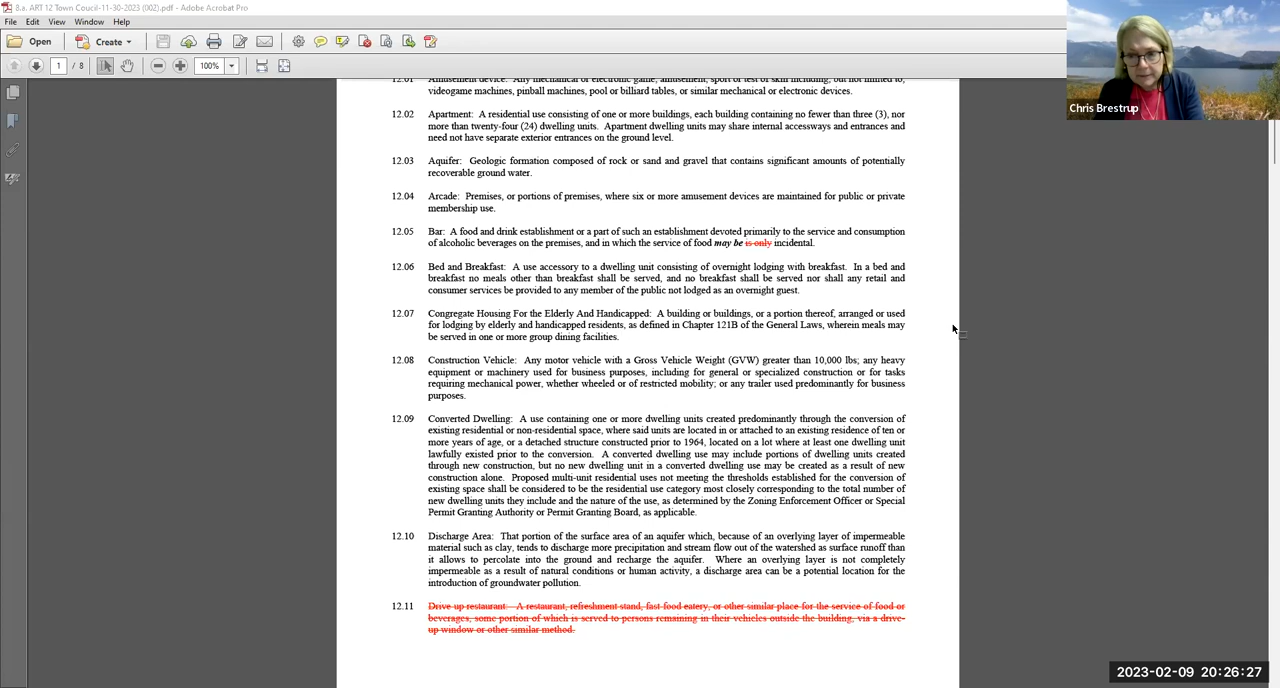 8.a. ART 12 Town Coucil-11-30-2023 (002).pdf - Adobe Acrobat Pro
File Edit View Window Help
Open Create
1 / 8 100%
Chris Brestrup
12.01 Amusement device: Any mechanical or electronic game, amusement, sport or test of skill including, but not limited to,
videogame machines, pinball machines, pool or billiard tables, or similar mechanical or electronic devices.
12.02 Apartment: A residential use consisting of one or more buildings, each building containing no fewer than three (3), nor
more than twenty-four (24) dwelling units. Apartment dwelling units may share internal accessways and entrances and
need not have separate exterior entrances on the ground level.
12.03 Aquifer: Geologic formation composed of rock or sand and gravel that contains significant amounts of potentially
recoverable ground water.
12.04 Arcade: Premises, or portions of premises, where six or more amusement devices are maintained for public or private
membership use.
12.05 Bar: A food and drink establishment or a part of such an establishment devoted primarily to the service and consumption
of alcoholic beverages on the premises, and in which the service of food may be is only incidental.
12.06 Bed and Breakfast: A use accessory to a dwelling unit consisting of overnight lodging with breakfast. In a bed and
breakfast no meals other than breakfast shall be served, and no breakfast shall be served nor shall any retail and
consumer services be provided to any member of the public not lodged as an overnight guest.
12.07 Congregate Housing For the Elderly And Handicapped: A building or buildings, or a portion thereof, arranged or used
for lodging by elderly and handicapped residents, as defined in Chapter 121B of the General Laws, wherein meals may
be served in one or more group dining facilities.
12.08 Construction Vehicle: Any motor vehicle with a Gross Vehicle Weight (GVW) greater than 10,000 lbs; any heavy
equipment or machinery used for business purposes, including for general or specialized construction or for tasks
requiring mechanical power, whether wheeled or of restricted mobility; or any trailer used predominantly for business
purposes.
12.09 Converted Dwelling: A use containing one or more dwelling units created predominantly through the conversion of
existing residential or non-residential space, where said units are located in or attached to an existing residence of ten or
more years of age, or a detached structure constructed prior to 1964, located on a lot where at least one dwelling unit
lawfully existed prior to the conversion. A converted dwelling use may include portions of dwelling units created
through new construction, but no new dwelling unit in a converted dwelling use may be created as a result of new
construction alone. Proposed multi-unit residential uses not meeting the thresholds established for the conversion of
existing space shall be considered to be the residential use category most closely corresponding to the total number of
new dwelling units they include and the nature of the use, as determined by the Zoning Enforcement Officer or Special
Permit Granting Authority or Permit Granting Board, as applicable.
12.10 Discharge Area: That portion of the surface area of an aquifer which, because of an overlying layer of impermeable
material such as clay, tends to discharge more precipitation and stream flow out of the watershed as surface runoff than
it allows to percolate into the ground and recharge the aquifer. Where an overlying layer is not completely
impermeable as a result of natural conditions or human activity, a discharge area can be a potential location for the
introduction of groundwater pollution.
12.11 Drive-up restaurant: A restaurant, refreshment stand, fast food eatery, or other similar place for the service of food or
beverages, some portion of which is served to persons remaining in their vehicles outside the building, via a drive-
up window or other similar method.
2023-02-09 20:26:27